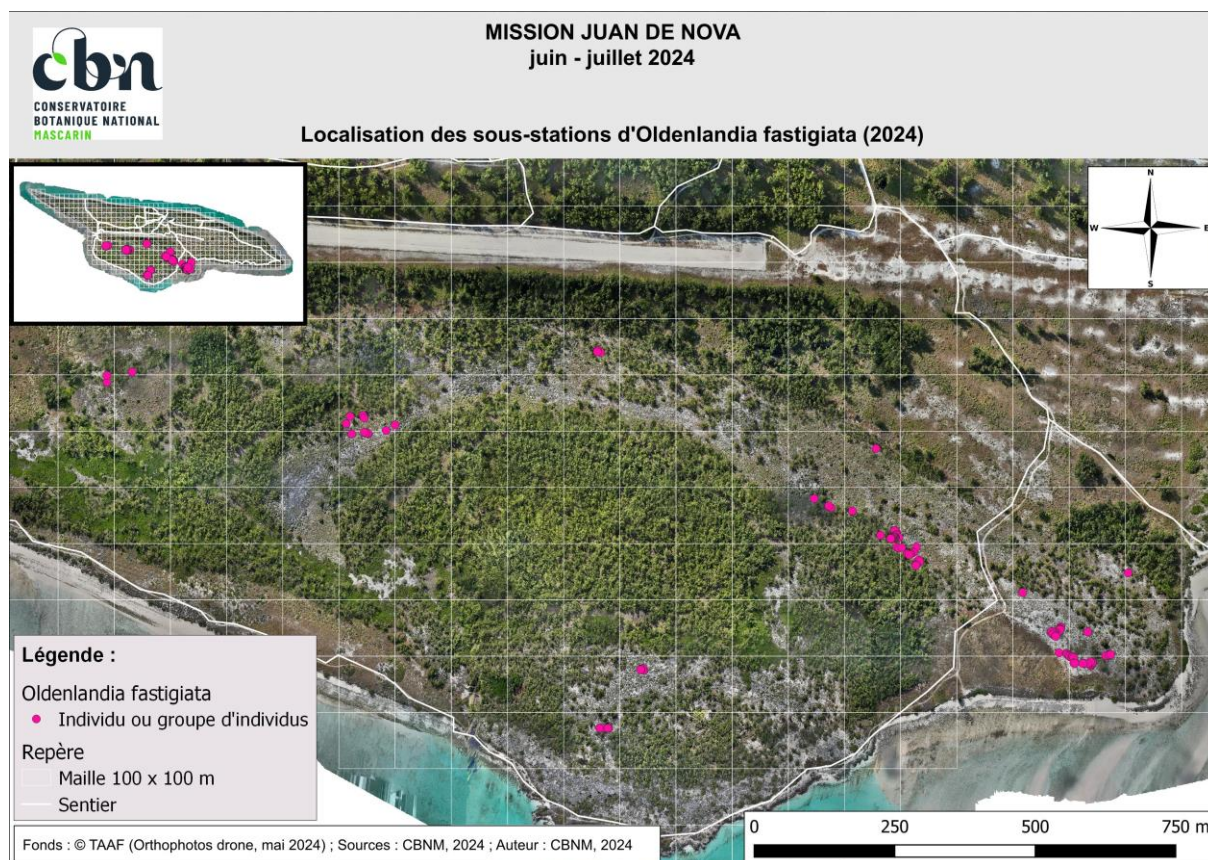 MISSION JUAN DE NOVA
juin - juillet 2024
cbn
CONSERVATOIRE
BOTANIQUE NATIONAL
MASCARIN
Localisation des sous-stations d'Oldenlandia fastigiata (2024)
N
W
E
S
Légende :
Oldenlandia fastigiata
Individu ou groupe d'individus
Repère
Maille 100 x 100 m
Sentier
0 250 500 750 m
Fonds : © TAAF (Orthophotos drone, mai 2024) ; Sources : CBNM, 2024 ; Auteur : CBNM, 2024